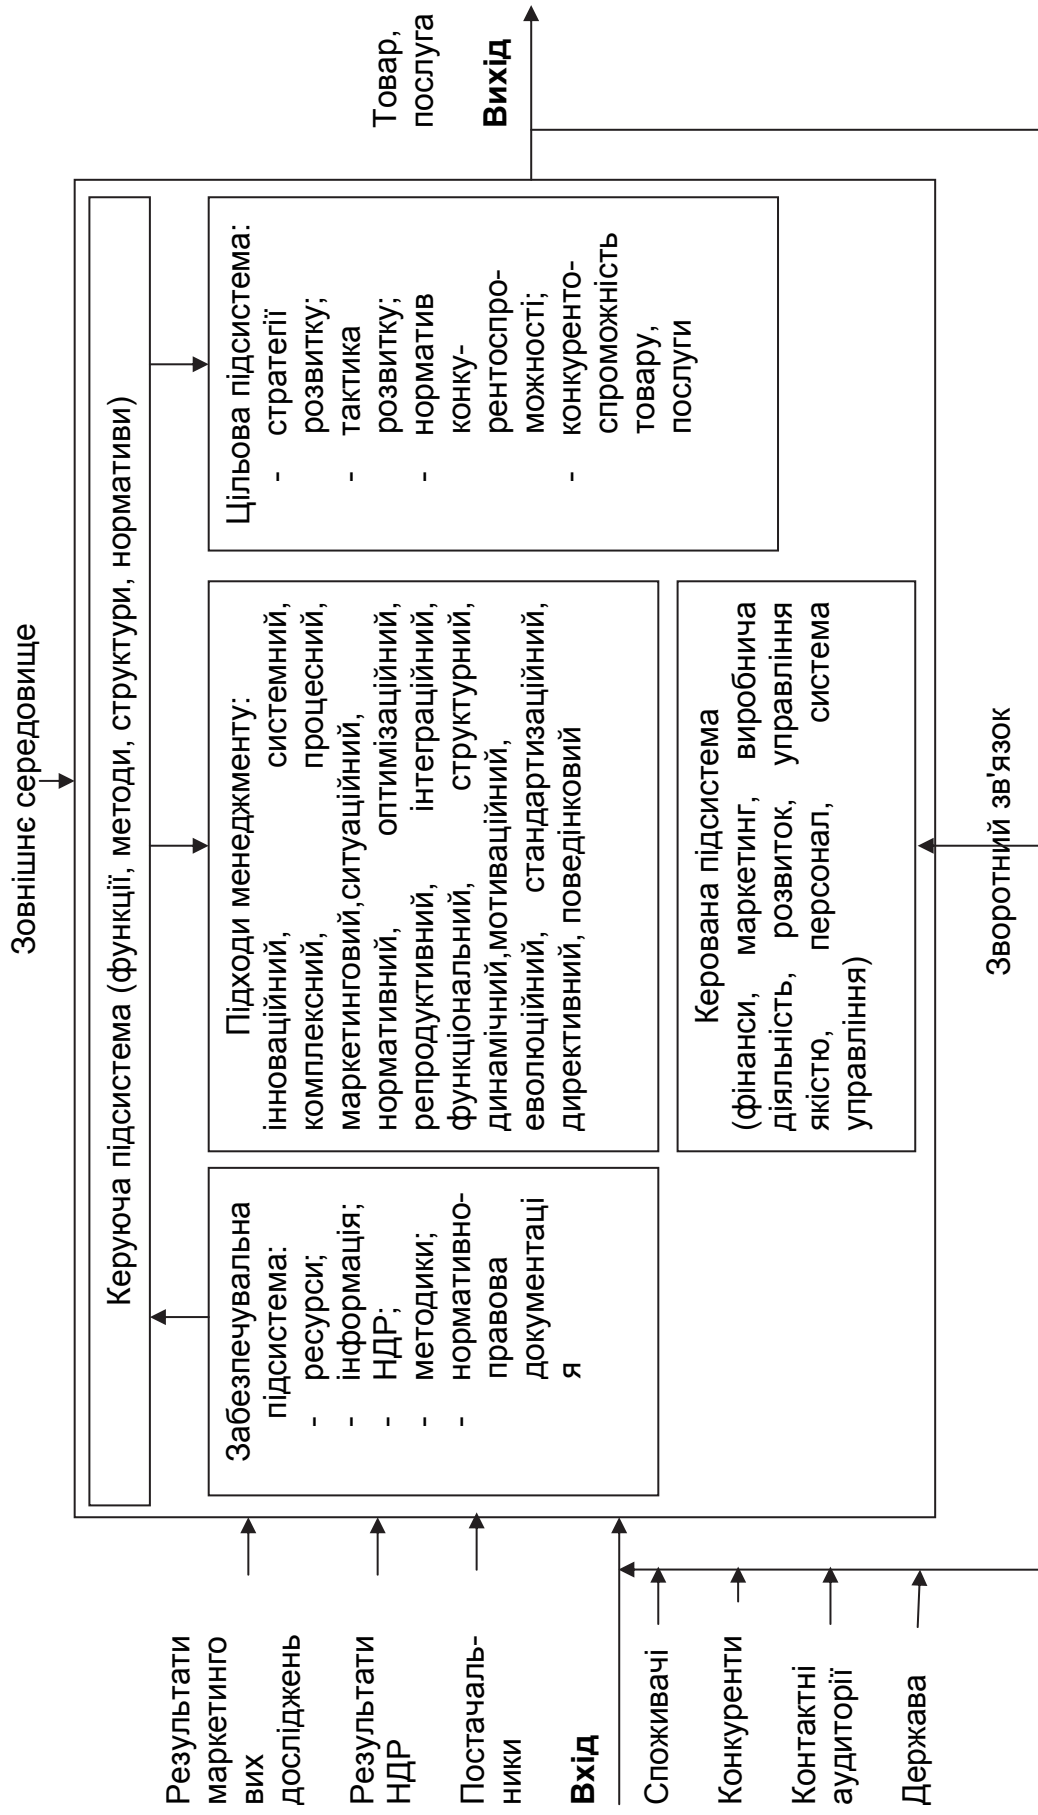 Зовнішнє середовище
Керуюча підсистема (функції, методи, структури, нормативи)
Результати
маркетинго
вих
досліджень
Результати
НДР
Постачаль-
ники
Вхід
Споживачі
Конкуренти
Контактні
аудиторії
Держава
Забезпечувальна
підсистема:
- ресурси;
- інформація;
- НДР;
- методики;
- нормативно-
правова
документаці
я
Підходи менеджменту:
інноваційний, системний,
комплексний, процесний,
маркетинговий,ситуаційний,
нормативний, оптимізаційний,
репродуктивний, інтеграційний,
функціональний, структурний,
динамічний,мотиваційний,
еволюційний, стандартизаційний,
директивний, поведінковий
Керована підсистема
(фінанси, маркетинг, виробнича
діяльність, розвиток, управління
якістю, персонал, система
управління)
Цільова підсистема:
- стратегії
розвитку;
- тактика
розвитку;
- норматив
конку-
рентоспро-
можності;
- конкуренто-
спроможність
товару,
послуги
Товар,
послуга
Вихід
Зворотний зв'язок